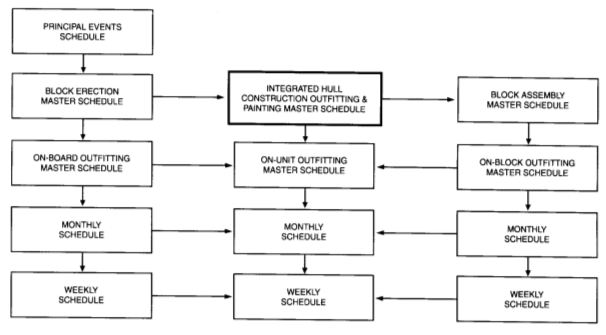 PRINCIPAL EVENTS
SCHEDULE
BLOCK ERECTION
MASTER SCHEDULE
INTEGRATED HULL
CONSTRUCTION OUTFITTING &
PAINTING MASTER SCHEDULE
BLOCK ASSEMBLY
MASTER SCHEDULE
ON-BOARD OUTFITTING
MASTER SCHEDULE
ON-UNIT OUTFITTING
MASTER SCHEDULE
ON-BLOCK OUTFITTING
MASTER SCHEDULE
MONTHLY
SCHEDULE
MONTHLY
SCHEDULE
MONTHLY
SCHEDULE
WEEKLY
SCHEDULE
WEEKLY
SCHEDULE
WEEKLY
SCHEDULE